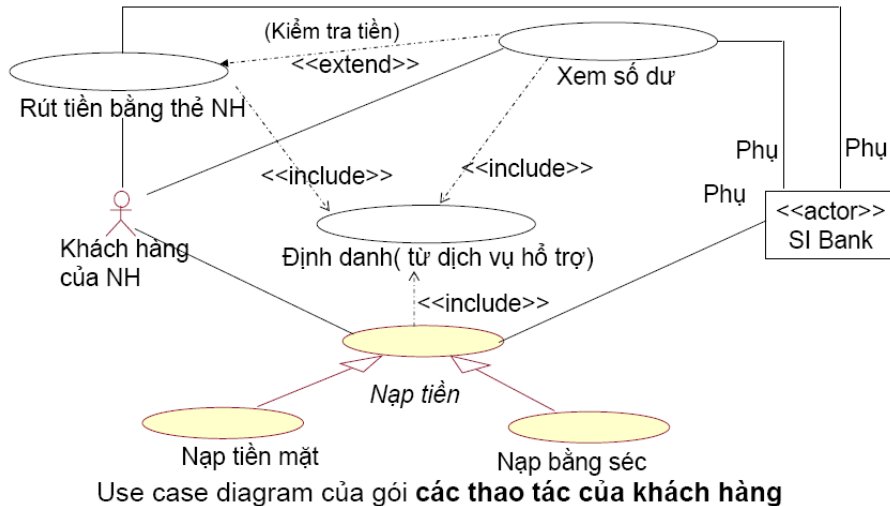 (Kiểm tra tiền)
<<extend>>
Xem số dư
Rút tiền bằng thẻ NH
<<include>>
<<include>>
Phụ
Phụ
Phụ
<<actor>>
SI Bank
Khách hàng
của NH
Định danh( từ dịch vụ hổ trợ)
<<include>>
Nạp tiền
Nạp tiền mặt
Nạp bằng séc
Use case diagram của gói các thao tác của khách hàng